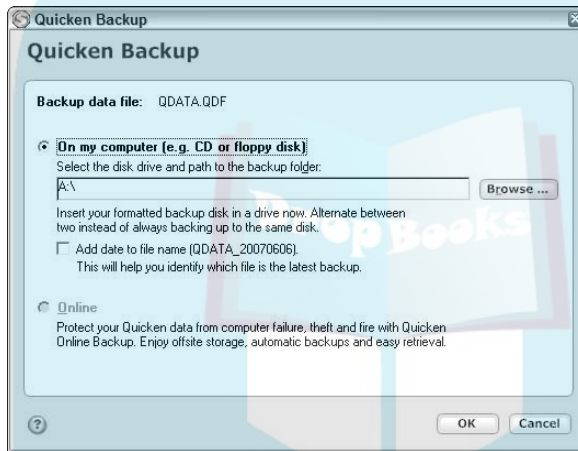 Quicken Backup
Quicken Backup
Backup data file: QDATA.QDF
On my computer (e.g. CD or floppy disk)
Select the disk drive and path to the backup folder:
A:\
Browse ...
Insert your formatted backup disk in a drive now. Alternate between
two instead of always backing up to the same disk.
Add date to file name (QDATA_20070606).
This will help you identify which file is the latest backup.
Online
Protect your Quicken data from computer failure, theft and fire with Quicken
Online Backup. Enjoy offsite storage, automatic backups and easy retrieval.
DropBooks
?
OK
Cancel